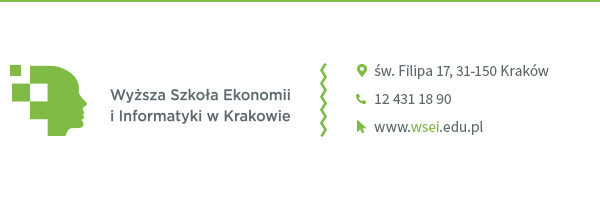 Wyższa Szkoła Ekonomii
i Informatyki w Krakowie
św. Filipa 17, 31-150 Kraków
12 431 18 90
www.wsei.edu.pl